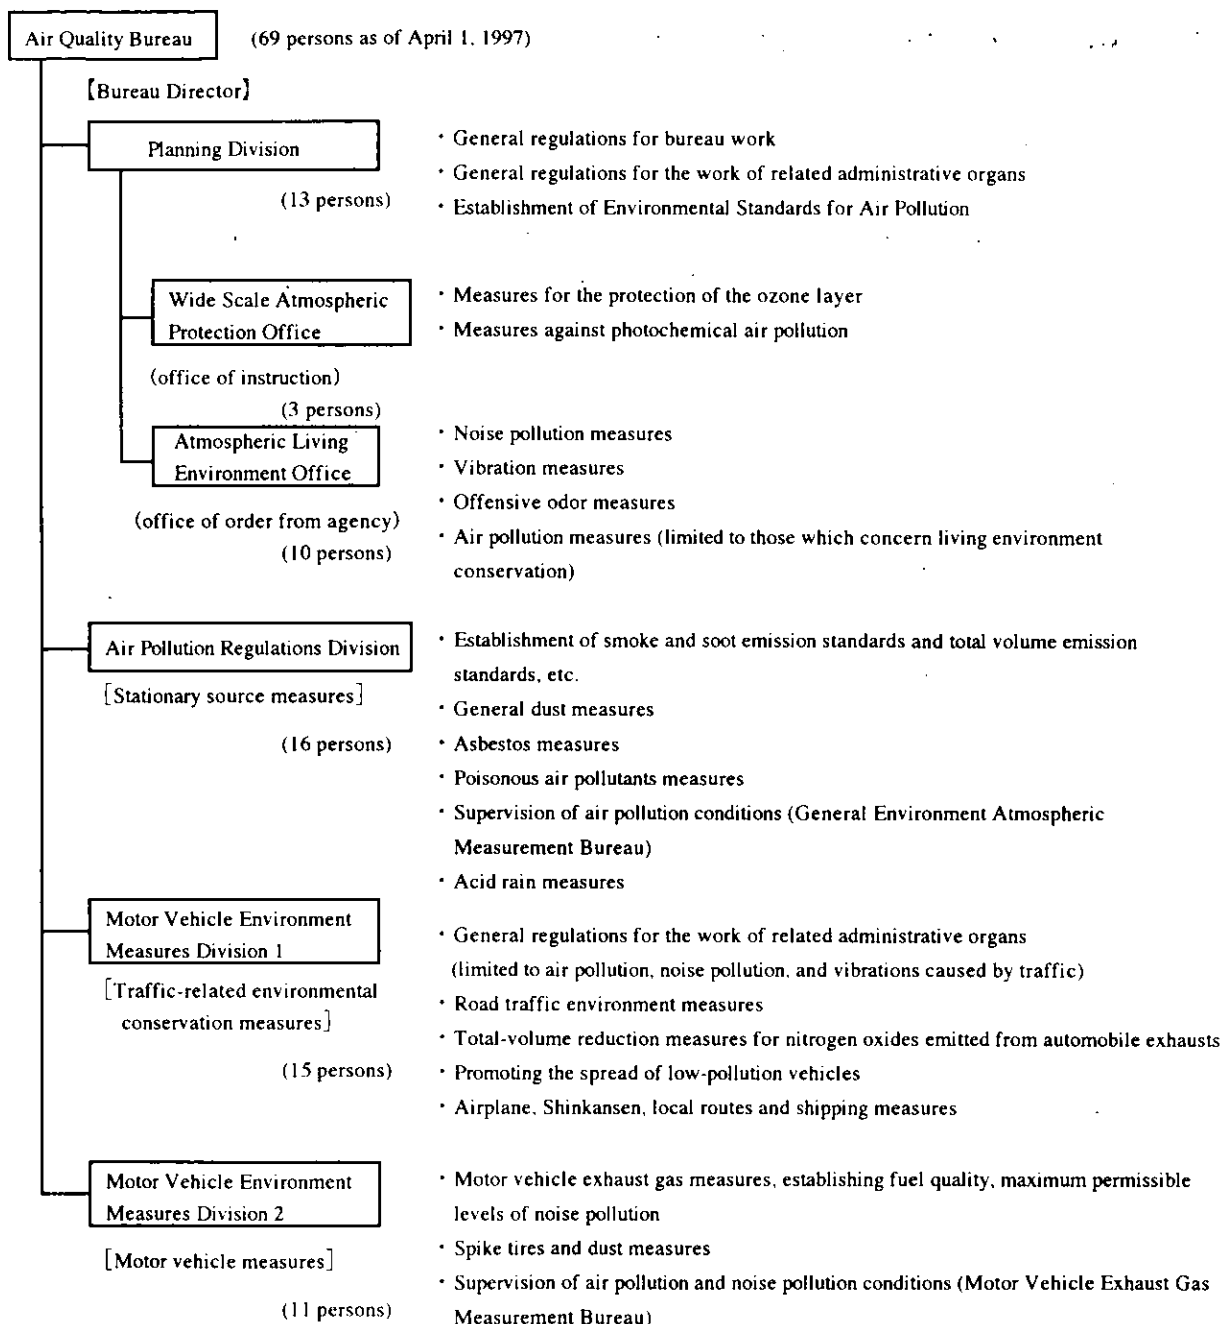 Air Quality Bureau (69 persons as of April 1, 1997)
【Bureau Director】
Planning Division
(13 persons)
・General regulations for bureau work
・General regulations for the work of related administrative organs
・Establishment of Environmental Standards for Air Pollution
Wide Scale Atmospheric
Protection Office
(office of instruction)
(3 persons)
・Measures for the protection of the ozone layer
・Measures against photochemical air pollution
Atmospheric Living
Environment Office
(office of order from agency)
(10 persons)
・Noise pollution measures
・Vibration measures
・Offensive odor measures
・Air pollution measures (limited to those which concern living environment
conservation)
Air Pollution Regulations Division
[Stationary source measures]
(16 persons)
・Establishment of smoke and soot emission standards and total volume emission
standards, etc.
・General dust measures
・Asbestos measures
・Poisonous air pollutants measures
・Supervision of air pollution conditions (General Environment Atmospheric
Measurement Bureau)
・Acid rain measures
Motor Vehicle Environment
Measures Division 1
[Traffic-related environmental
conservation measures]
(15 persons)
・General regulations for the work of related administrative organs
(limited to air pollution, noise pollution, and vibrations caused by traffic)
・Road traffic environment measures
・Total-volume reduction measures for nitrogen oxides emitted from automobile exhausts
・Promoting the spread of low-pollution vehicles
・Airplane, Shinkansen, local routes and shipping measures
Motor Vehicle Environment
Measures Division 2
[Motor vehicle measures]
(11 persons)
・Motor vehicle exhaust gas measures, establishing fuel quality, maximum permissible
levels of noise pollution
・Spike tires and dust measures
・Supervision of air pollution and noise pollution conditions (Motor Vehicle Exhaust Gas
Measurement Bureau)